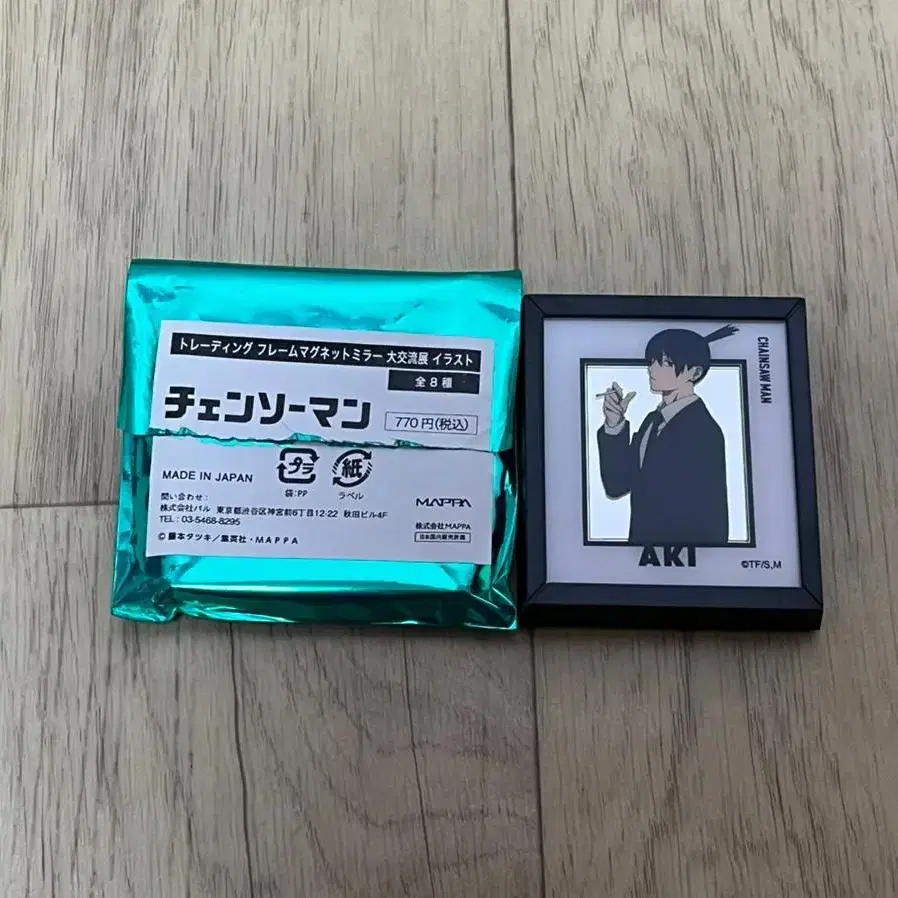 トレーディング フレームマグネットミラー 大交流展 イラスト
全8種
チェンソーマン
770円(税込)
MADE IN JAPAN
プラ
袋:PP
紙
ラベル
問い合わせ:
株式会社パル 東京都渋谷区神宮前6丁目12-22 秋田ビル4F
TEL:03-5468-8295
©藤本タツキ/集英社・MAPPA
MAPPA
株式会社MAPPA
日本国内販売許諾
CHAINSAW MAN
AKI
©TF/S,M